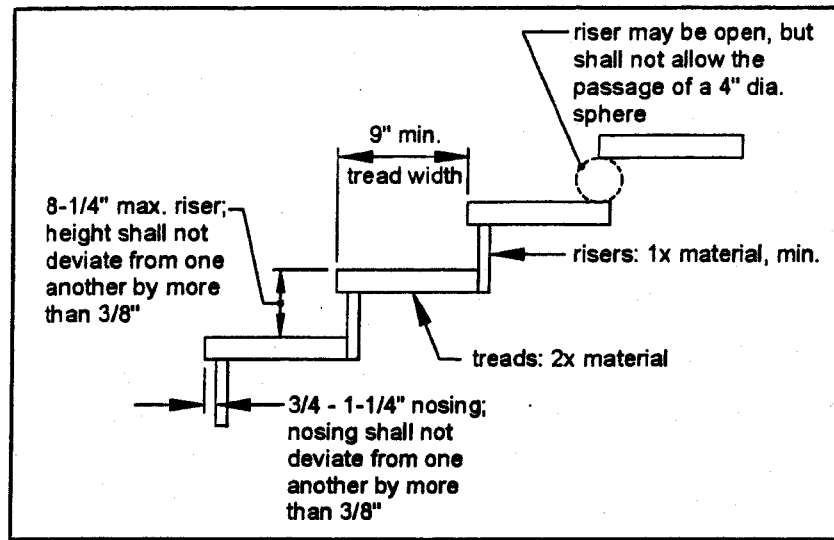 riser may be open, but
shall not allow the
passage of a 4" dia.
sphere
9" min.
tread width
8-1/4" max. riser;
height shall not
deviate from one
another by more
than 3/8"
risers: 1x material, min.
treads: 2x material
3/4 - 1-1/4" nosing;
nosing shall not
deviate from one
another by more
than 3/8"